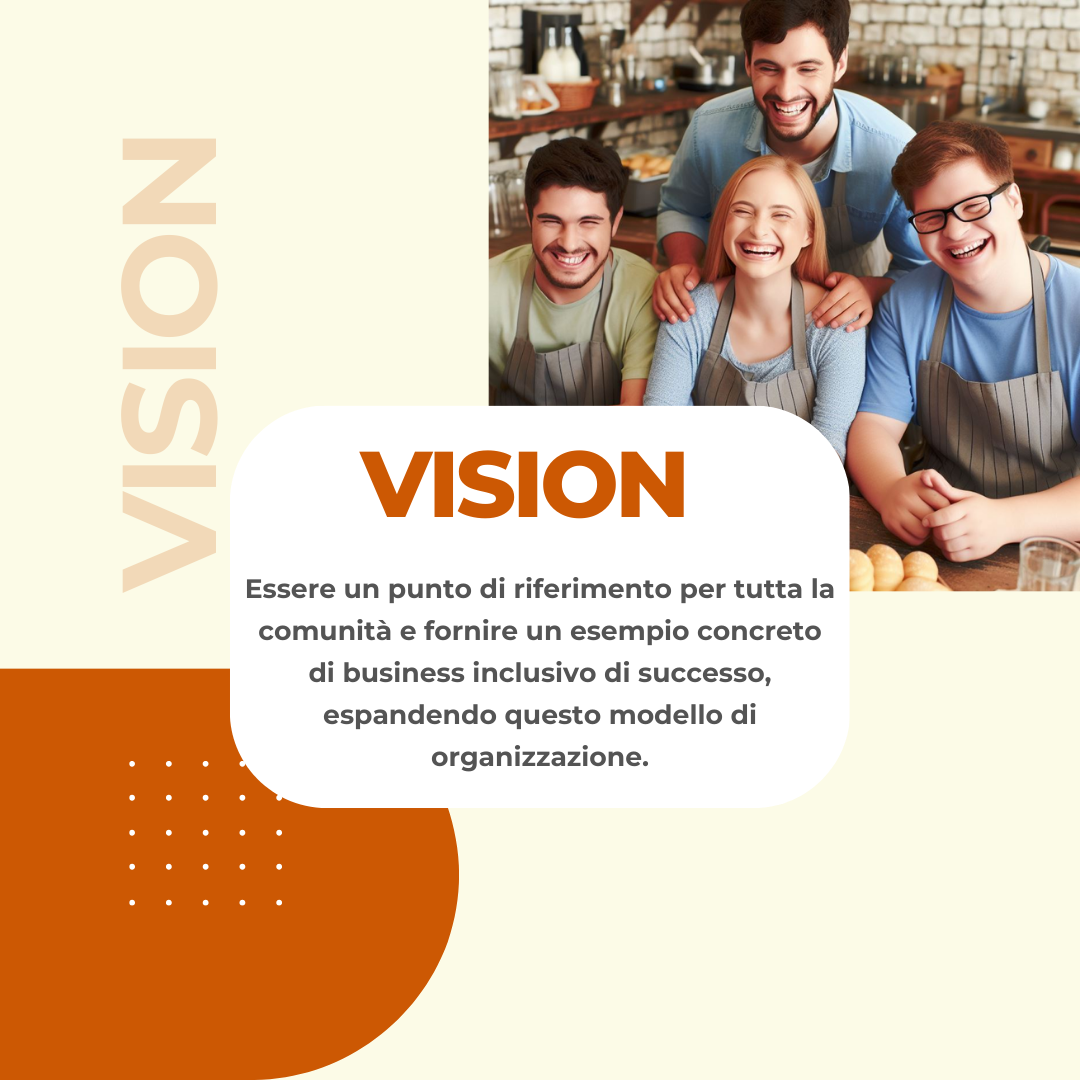 VISION
VISION
Essere un punto di riferimento per tutta la
comunità e fornire un esempio concreto
di business inclusivo di successo,
espandendo questo modello di
organizzazione.